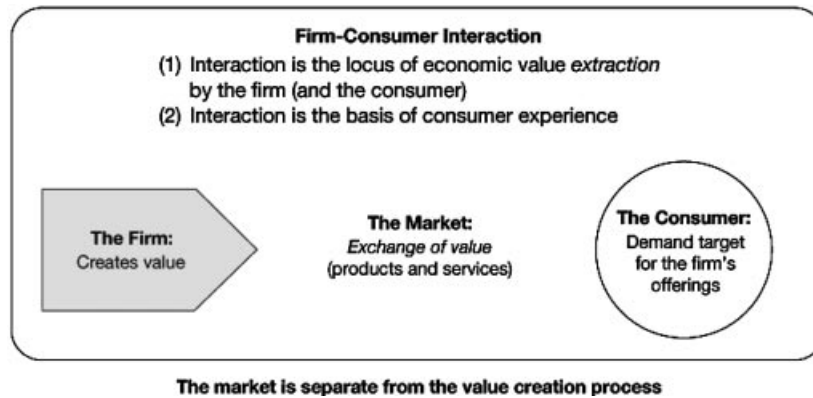 Firm-Consumer Interaction
(1) Interaction is the locus of economic value extraction
by the firm (and the consumer)
(2) Interaction is the basis of consumer experience
The Firm:
Creates value
The Market:
Exchange of value
(products and services)
The Consumer:
Demand target
for the firm's
offerings
The market is separate from the value creation process